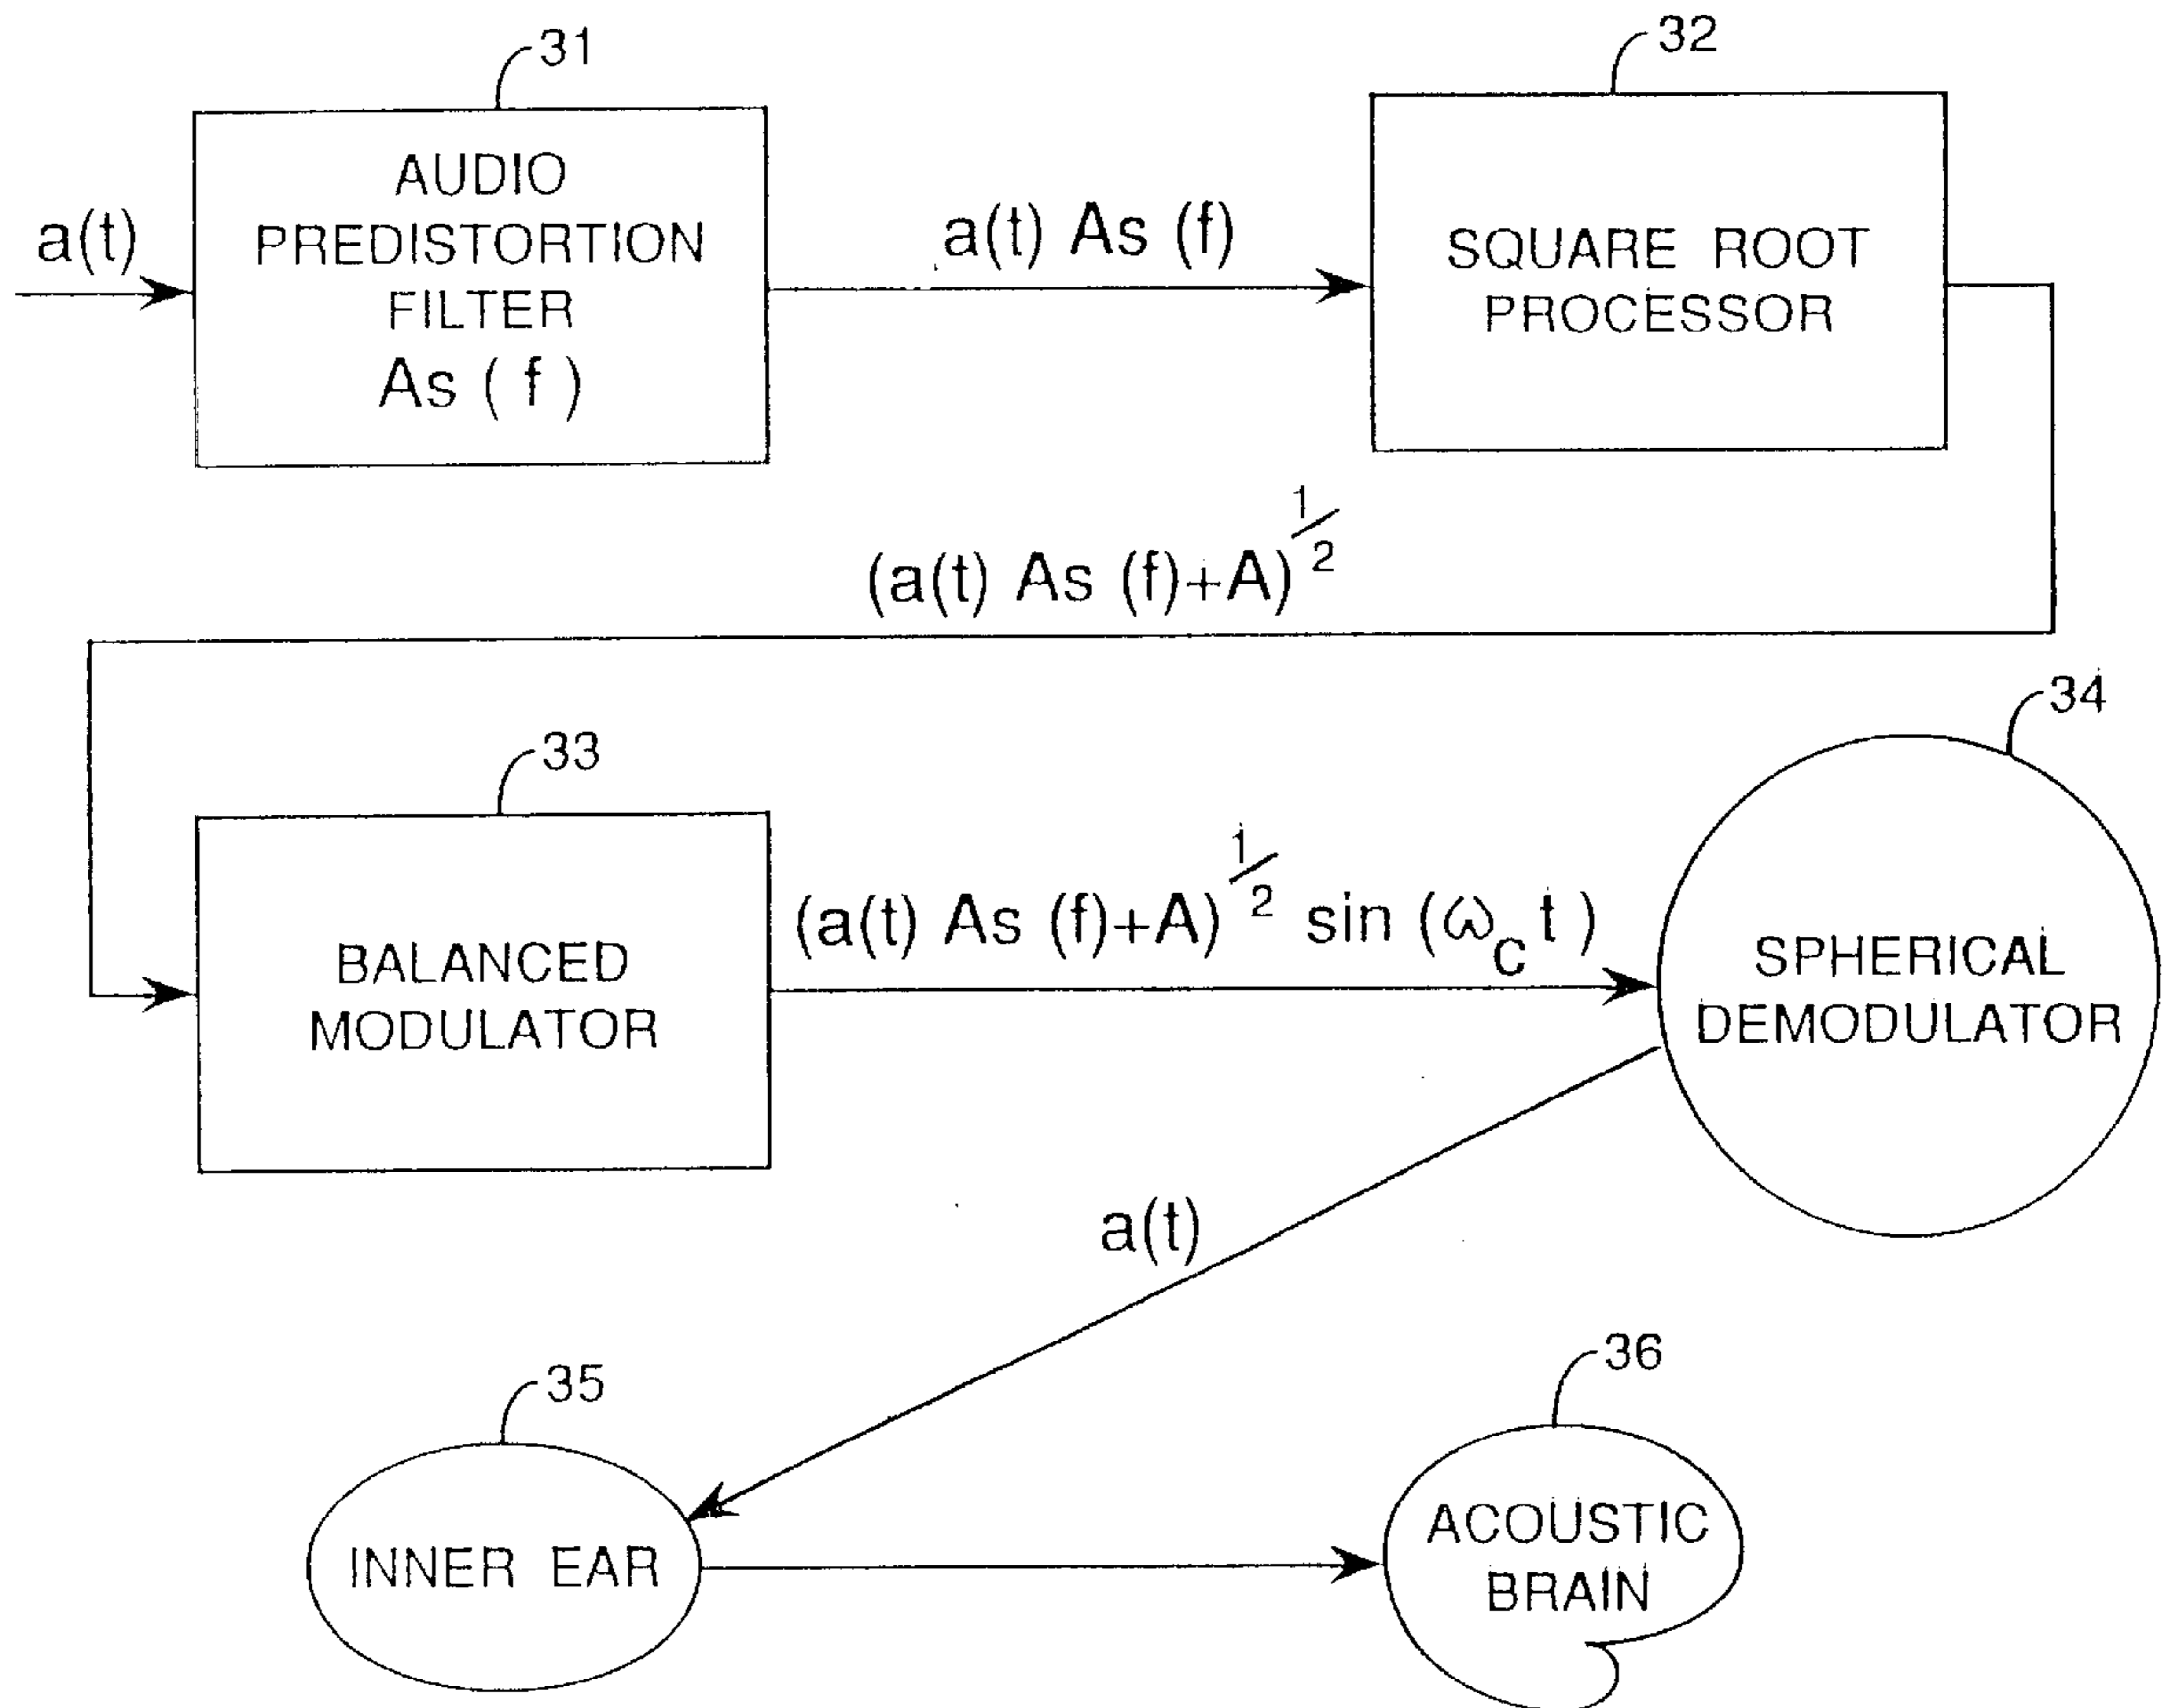 31
AUDIO
PREDISTORTION
FILTER
As ( f )
a(t)
a(t) As (f)
32
SQUARE ROOT
PROCESSOR
(a(t) As (f)+A)^1/2
33
BALANCED
MODULATOR
(a(t) As (f)+A)^1/2 sin (ω_c t )
34
SPHERICAL
DEMODULATOR
a(t)
35
INNER EAR
36
ACOUSTIC
BRAIN